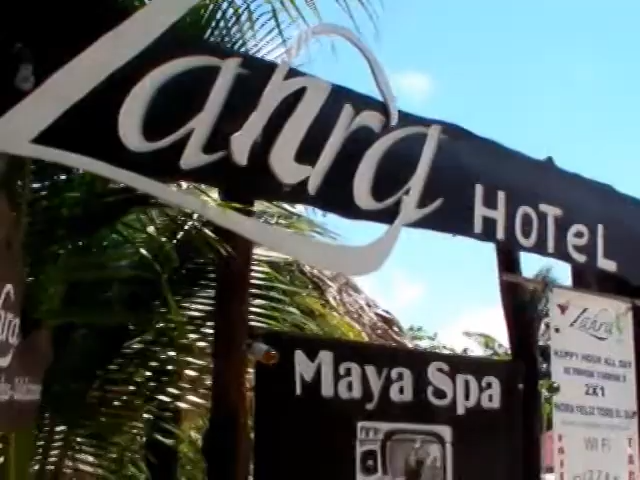 Zahra
HOTeL
Maya Spa
Zahra
HAPPY HOUR ALL DAY
2X1
HORA FELIZ TODO EL DIA
WI FI